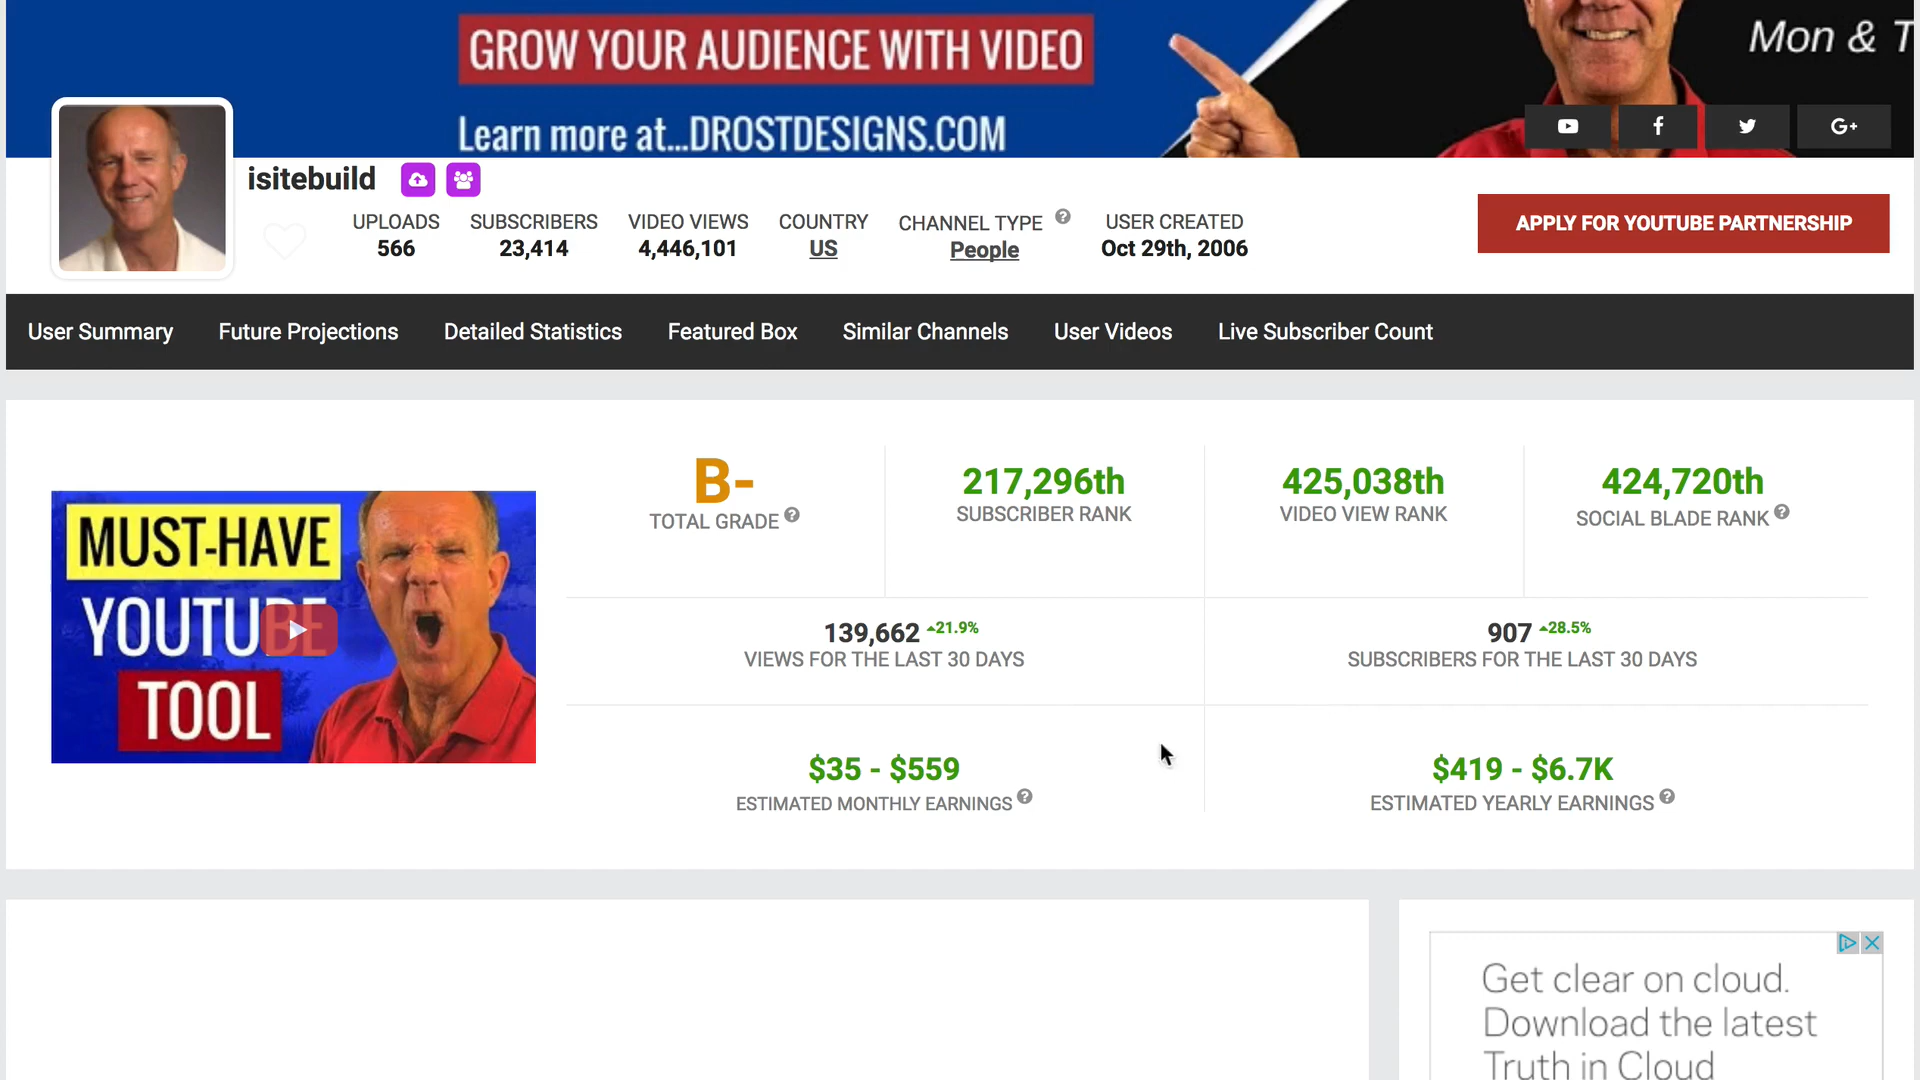 GROW YOUR AUDIENCE WITH VIDEO
Mon & T
Learn more at...DROSTDESIGNS.COM
G+
isitebuild
UPLOADS
566
SUBSCRIBERS
23,414
VIDEO VIEWS
4,446,101
COUNTRY
US
CHANNEL TYPE ?
People
USER CREATED
Oct 29th, 2006
APPLY FOR YOUTUBE PARTNERSHIP
User Summary
Future Projections
Detailed Statistics
Featured Box
Similar Channels
User Videos
Live Subscriber Count
MUST-HAVE
YOUTUBE
TOOL
B-
TOTAL GRADE ?
217,296th
SUBSCRIBER RANK
425,038th
VIDEO VIEW RANK
424,720th
SOCIAL BLADE RANK ?
139,662 21.9%
VIEWS FOR THE LAST 30 DAYS
907 28.5%
SUBSCRIBERS FOR THE LAST 30 DAYS
$35 - $559
ESTIMATED MONTHLY EARNINGS ?
$419 - $6.7K
ESTIMATED YEARLY EARNINGS ?
Get clear on cloud.
Download the latest
Truth in Cloud